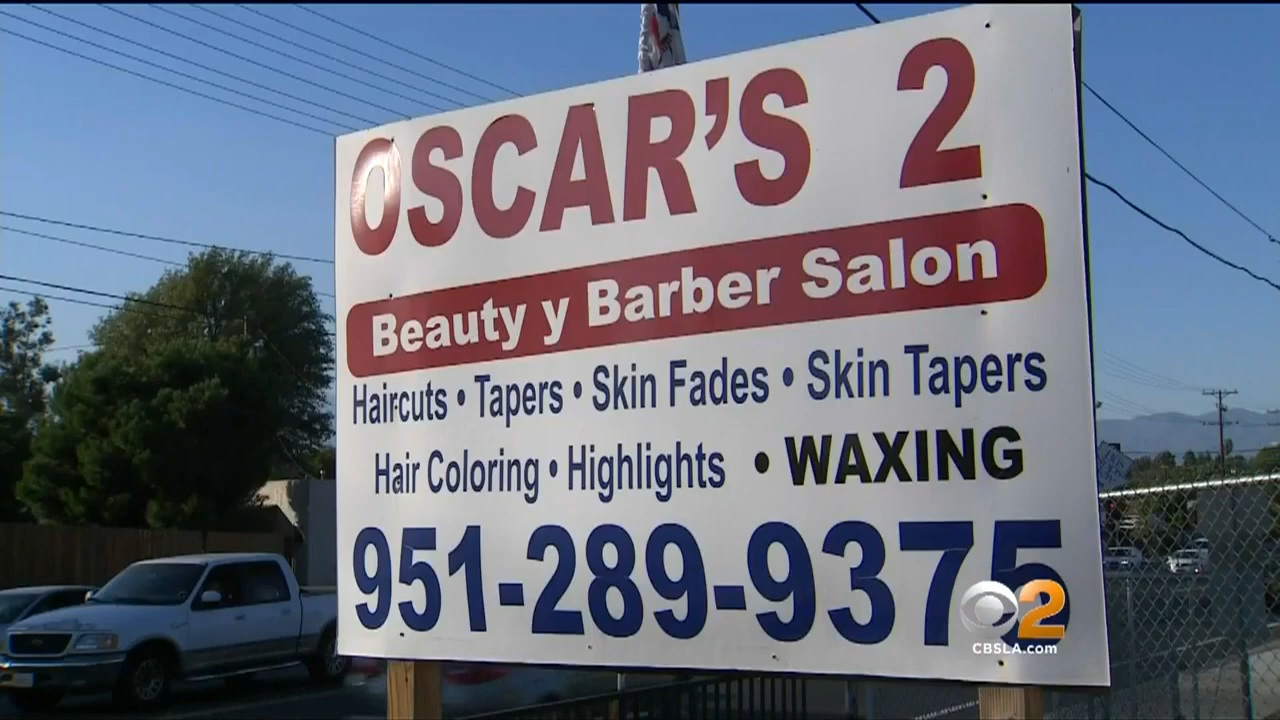 OSCAR'S 2
Beauty y Barber Salon
Haircuts • Tapers • Skin Fades • Skin Tapers
Hair Coloring • Highlights • WAXING
951-289-9375
2
CBSLA.com